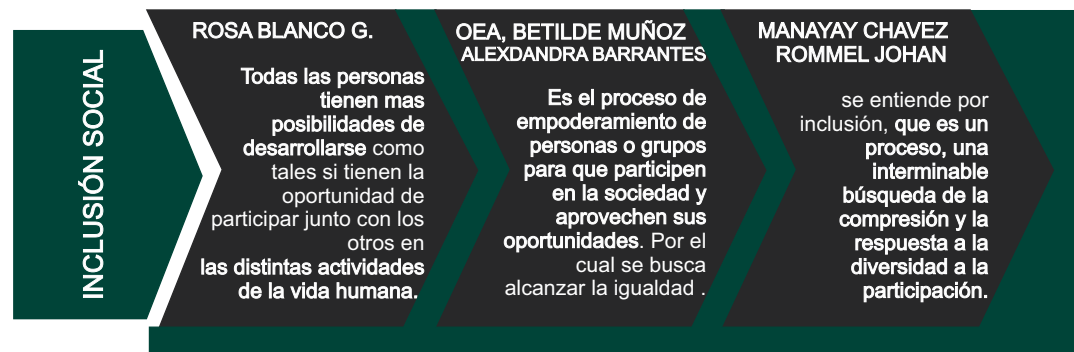 INCLUSIÓN SOCIAL
ROSA BLANCO G.
Todas las personas
tienen mas
posibilidades de
desarrollarse como
tales si tienen la
oportunidad de
participar junto con los
otros en
las distintas actividades
de la vida humana.
OEA, BETILDE MUÑOZ
ALEXDANDRA BARRANTES
Es el proceso de
empoderamiento de
personas o grupos
para que participen
en la sociedad y
aprovechen sus
oportunidades. Por el
cual se busca
alcanzar la igualdad .
MANAYAY CHAVEZ
ROMMEL JOHAN
se entiende por
inclusión, que es un
proceso, una
interminable
búsqueda de la
compresión y la
respuesta a la
diversidad a la
participación.